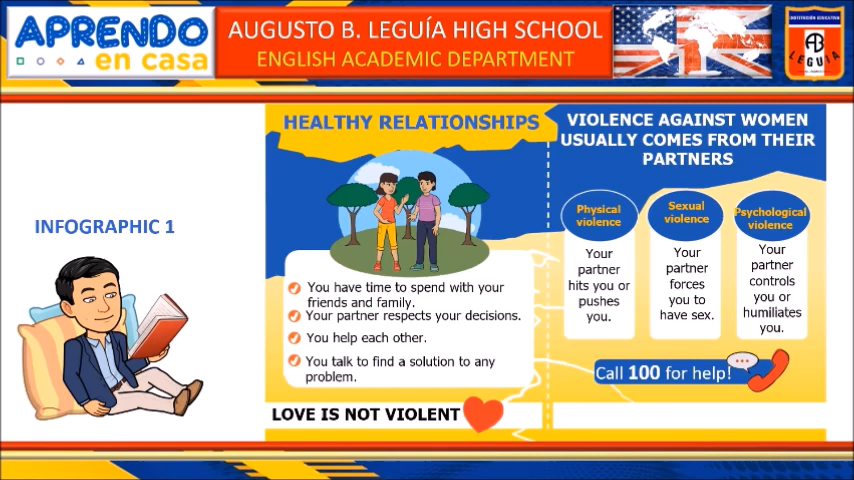 APRENDO
en casa
AUGUSTO B. LEGUÍA HIGH SCHOOL
ENGLISH ACADEMIC DEPARTMENT
INSTITUCIÓN EDUCATIVA
AB
LEGUIA
INFOGRAPHIC 1
HEALTHY RELATIONSHIPS
You have time to spend with your
friends and family.
Your partner respects your decisions.
You help each other.
You talk to find a solution to any
problem.
LOVE IS NOT VIOLENT
VIOLENCE AGAINST WOMEN
USUALLY COMES FROM THEIR
PARTNERS
Physical
violence
Your
partner
hits you or
pushes
you.
Sexual
violence
Your
partner
forces
you to
have sex.
Psychological
violence
Your
partner
controls
you or
humiliates
you.
Call 100 for help!